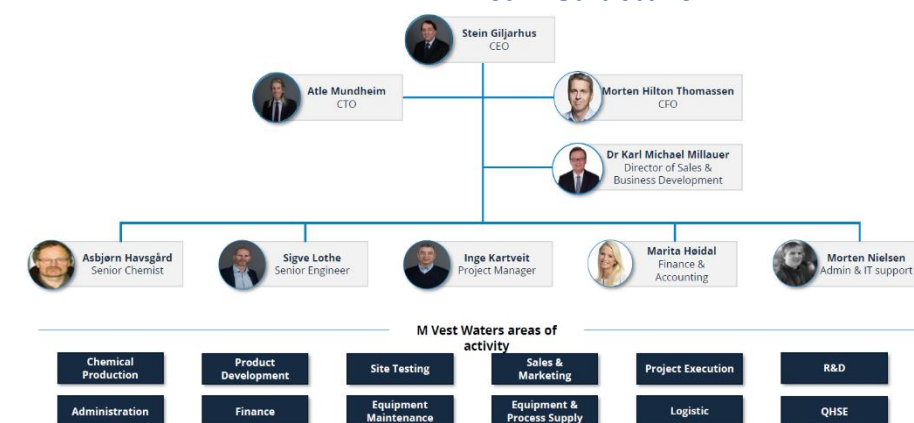 Stein Giljarhus
CEO
Atle Mundheim
CTO
Morten Hilton Thomassen
CFO
Dr Karl Michael Millauer
Director of Sales &
Business Development
Asbjørn Havsgård
Senior Chemist
Sigve Lothe
Senior Engineer
Inge Kartveit
Project Manager
Marita Høidal
Finance &
Accounting
Morten Nielsen
Admin & IT support
M Vest Waters areas of
activity
Chemical
Production
Product
Development
Site Testing
Sales &
Marketing
Project Execution
R&D
Administration
Finance
Equipment
Maintenance
Equipment &
Process Supply
Logistic
QHSE